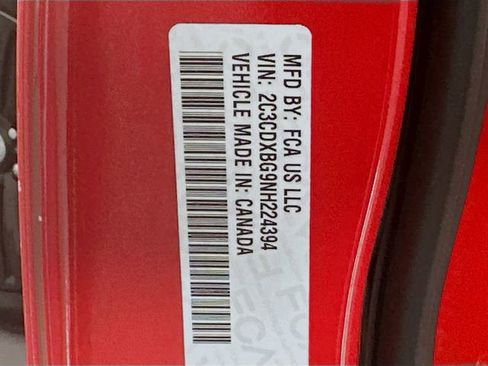 MFD BY: FCA US LLC
VIN: 2C3CDXBG9NH224394
VEHICLE MADE IN: CANADA